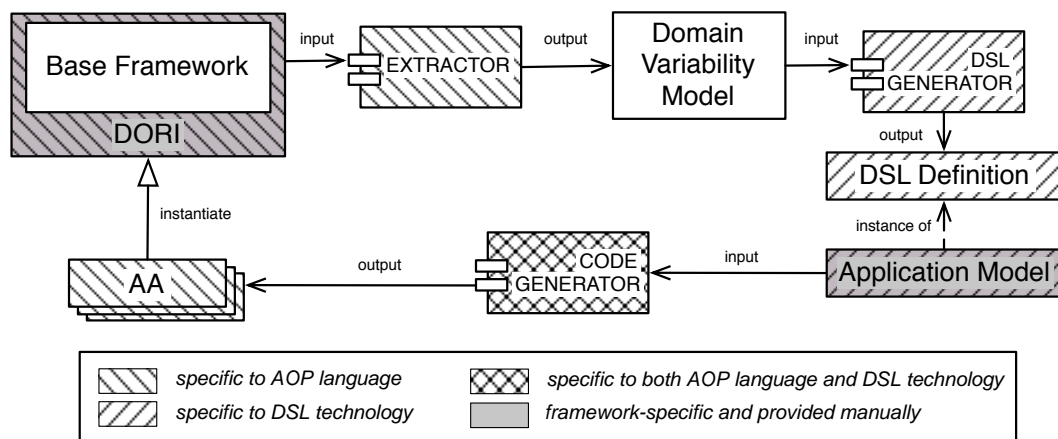 Base Framework
DORI
input
EXTRACTOR
output
Domain
Variability
Model
input
DSL
GENERATOR
output
DSL Definition
instance of
Application Model
input
CODE
GENERATOR
output
AA
instantiate
specific to AOP language
specific to both AOP language and DSL technology
specific to DSL technology
framework-specific and provided manually